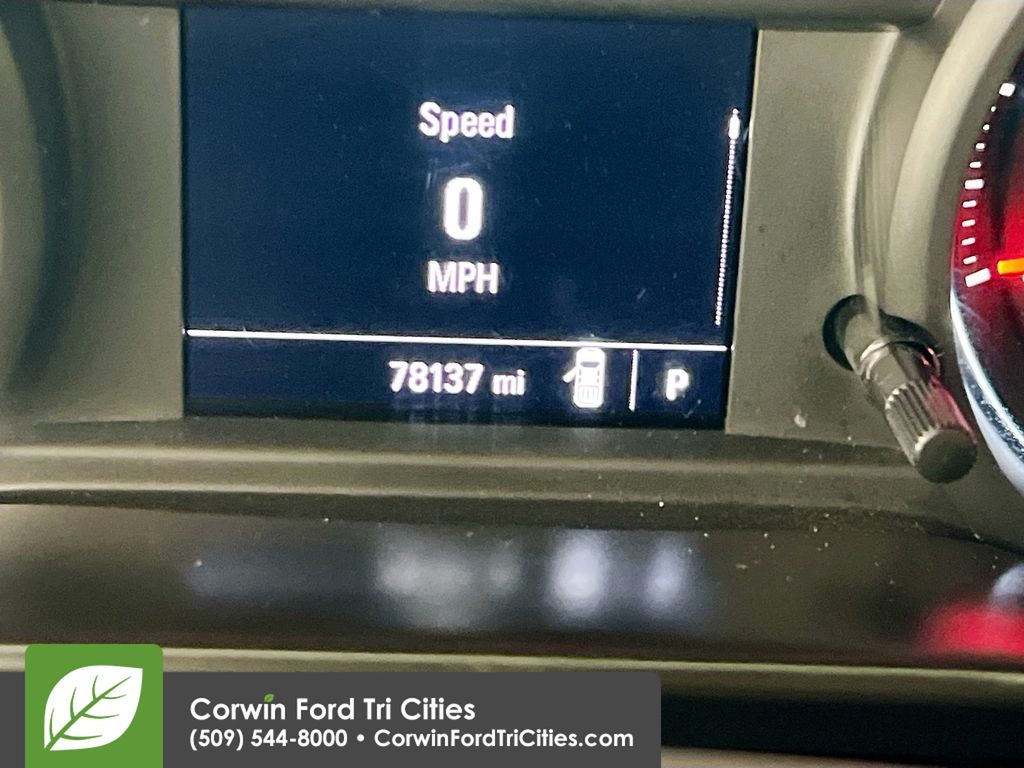 Speed
0
MPH
78137 mi
P
Corwin Ford Tri Cities
(509) 544-8000 • CorwinFordTriCities.com